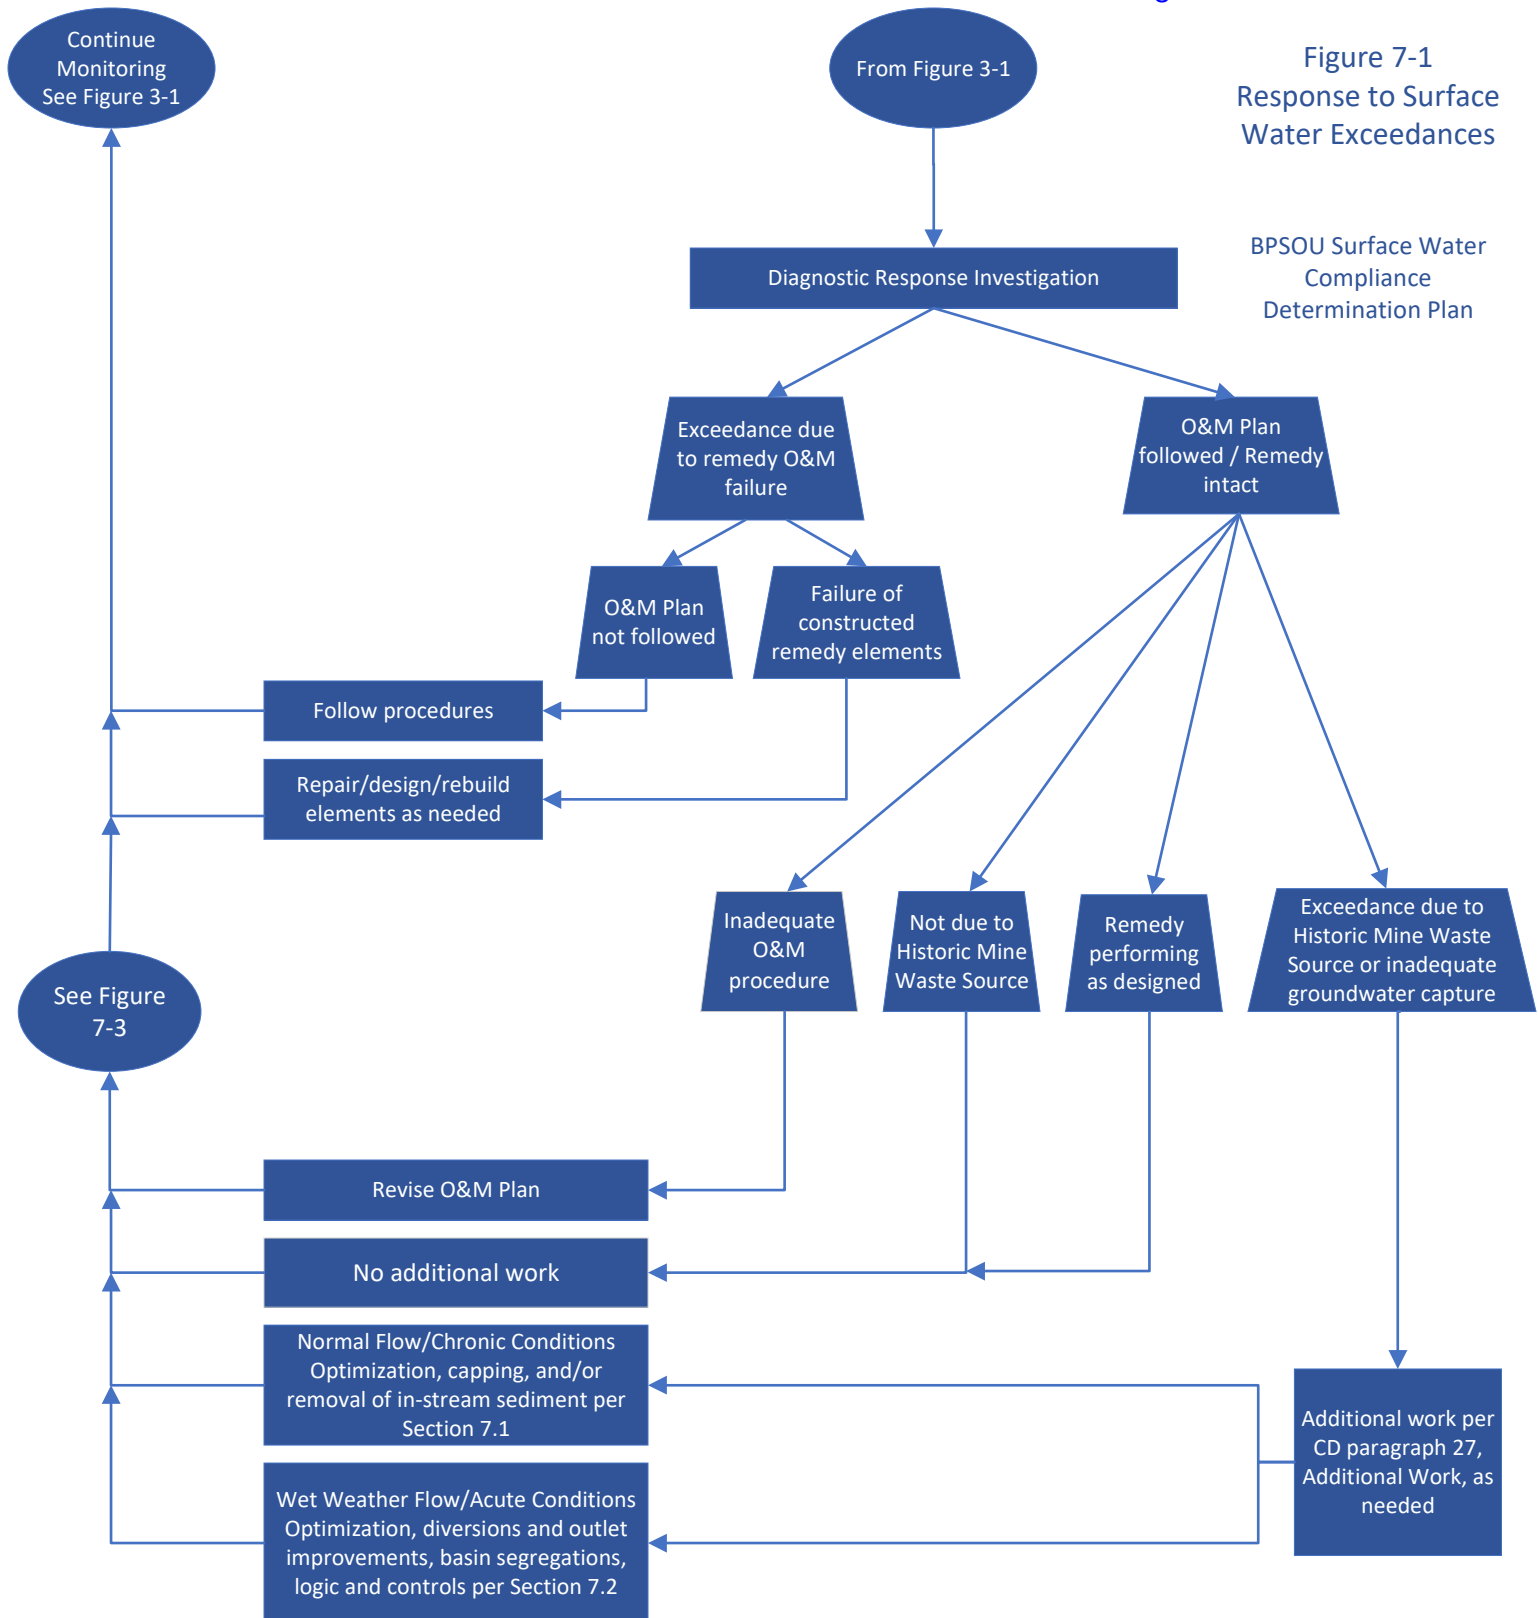 Continue
Monitoring
See Figure 3-1
From Figure 3-1
Figure 7-1
Response to Surface
Water Exceedances
BPSOU Surface Water
Compliance
Determination Plan
Diagnostic Response Investigation
Exceedance due
to remedy O&M
failure
O&M Plan
followed / Remedy
intact
O&M Plan
not followed
Failure of
constructed
remedy elements
Follow procedures
Repair/design/rebuild
elements as needed
Inadequate
O&M
procedure
Not due to
Historic Mine
Waste Source
Remedy
performing
as designed
Exceedance due to
Historic Mine Waste
Source or inadequate
groundwater capture
See Figure
7-3
Revise O&M Plan
No additional work
Normal Flow/Chronic Conditions
Optimization, capping, and/or
removal of in-stream sediment per
Section 7.1
Additional work per
CD paragraph 27,
Additional Work, as
needed
Wet Weather Flow/Acute Conditions
Optimization, diversions and outlet
improvements, basin segregations,
logic and controls per Section 7.2